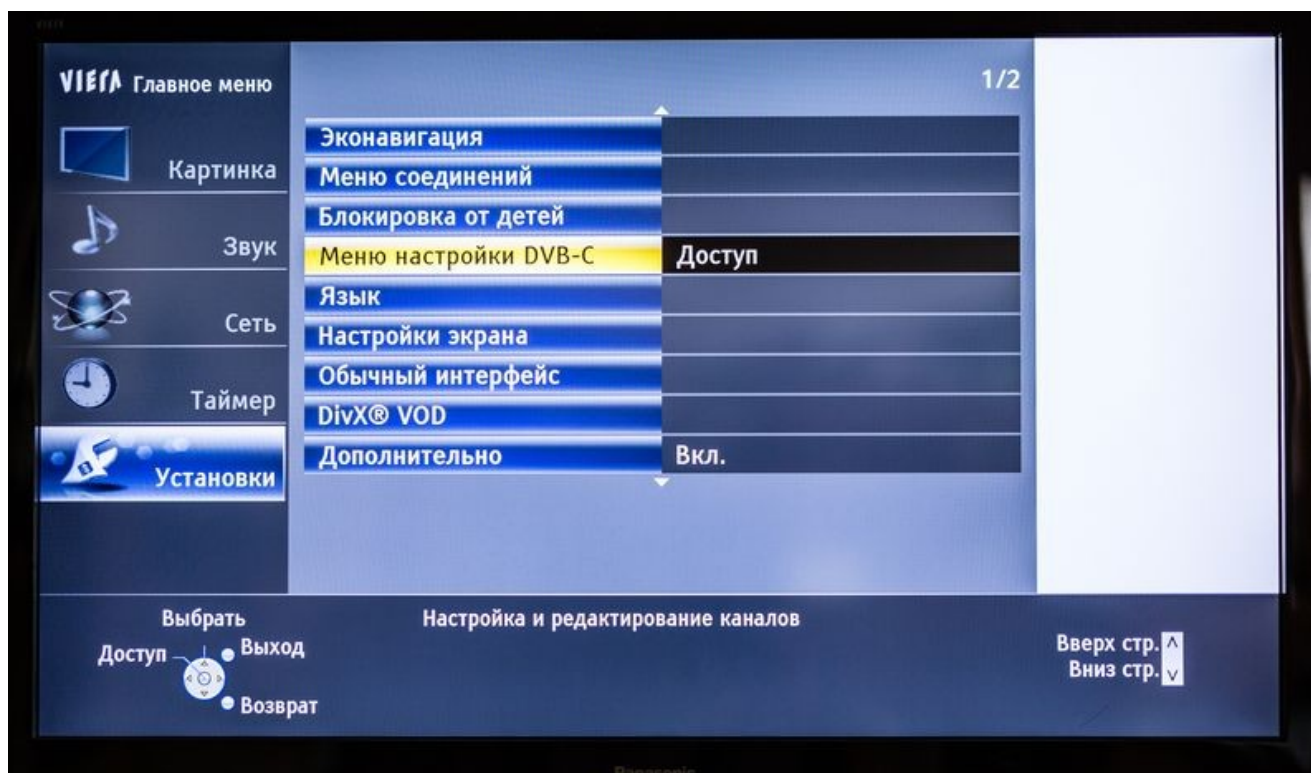 VIErA
VIErA Главное меню
1/2
Картинка
Звук
Сеть
Таймер
Установки
Эконавигация
Меню соединений
Блокировка от детей
Меню настройки DVB-C Доступ
Язык
Настройки экрана
Обычный интерфейс
DivX® VOD
Дополнительно Вкл.
Выбрать
Доступ
Выход
Возврат
Настройка и редактирование каналов
Вверх стр. ^
Вниз стр. v
Panasonic